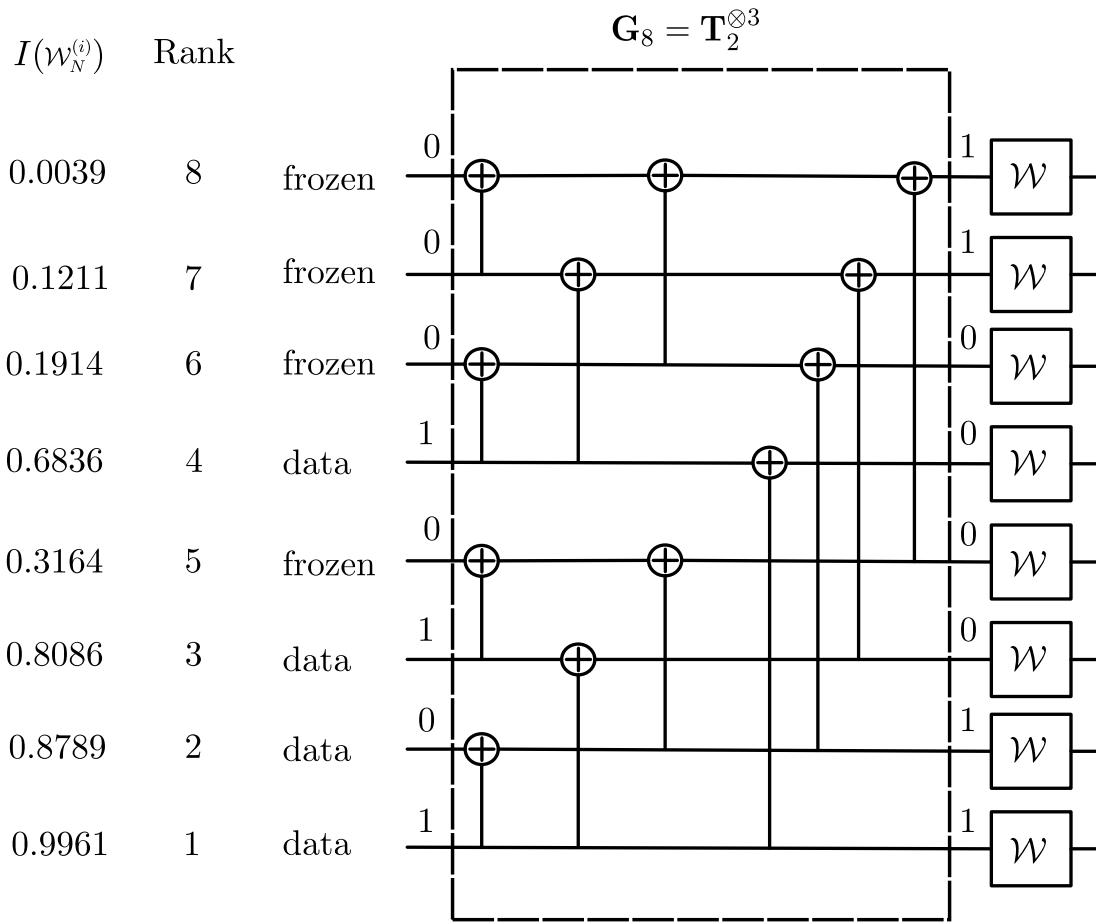 G₈ = T₂^{⊗3}
I(𝒲_N^{(i)}) Rank
0.0039 8 frozen 0 1 𝒲
0.1211 7 frozen 0 1 𝒲
0.1914 6 frozen 0 0 𝒲
0.6836 4 data 1 0 𝒲
0.3164 5 frozen 0 0 𝒲
0.8086 3 data 1 0 𝒲
0.8789 2 data 0 1 𝒲
0.9961 1 data 1 1 𝒲